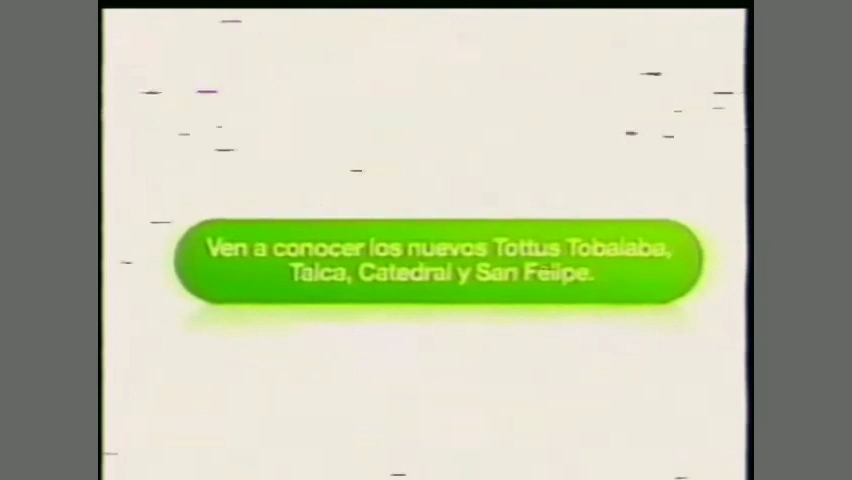 Ven a conocer los nuevos Tottus Tobalaba,
Talca, Catedral y San Felipe.